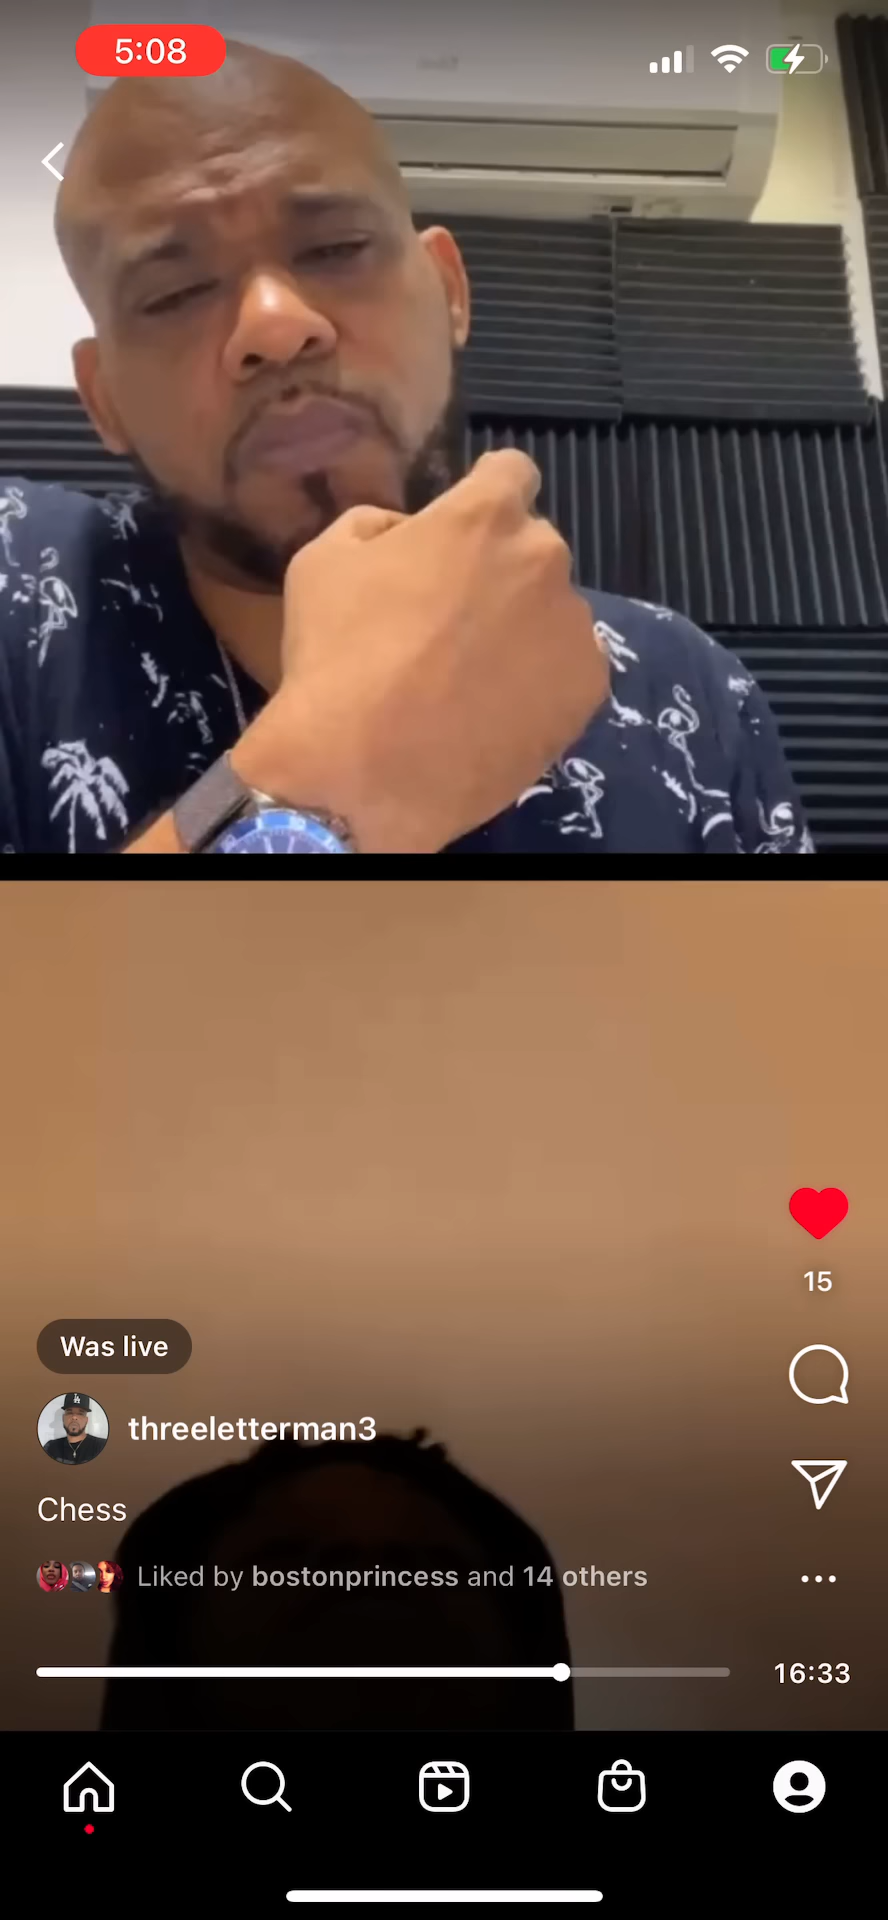 5:08
15
Was live
threeletterman3
Chess
Liked by bostonprincess and 14 others
16:33